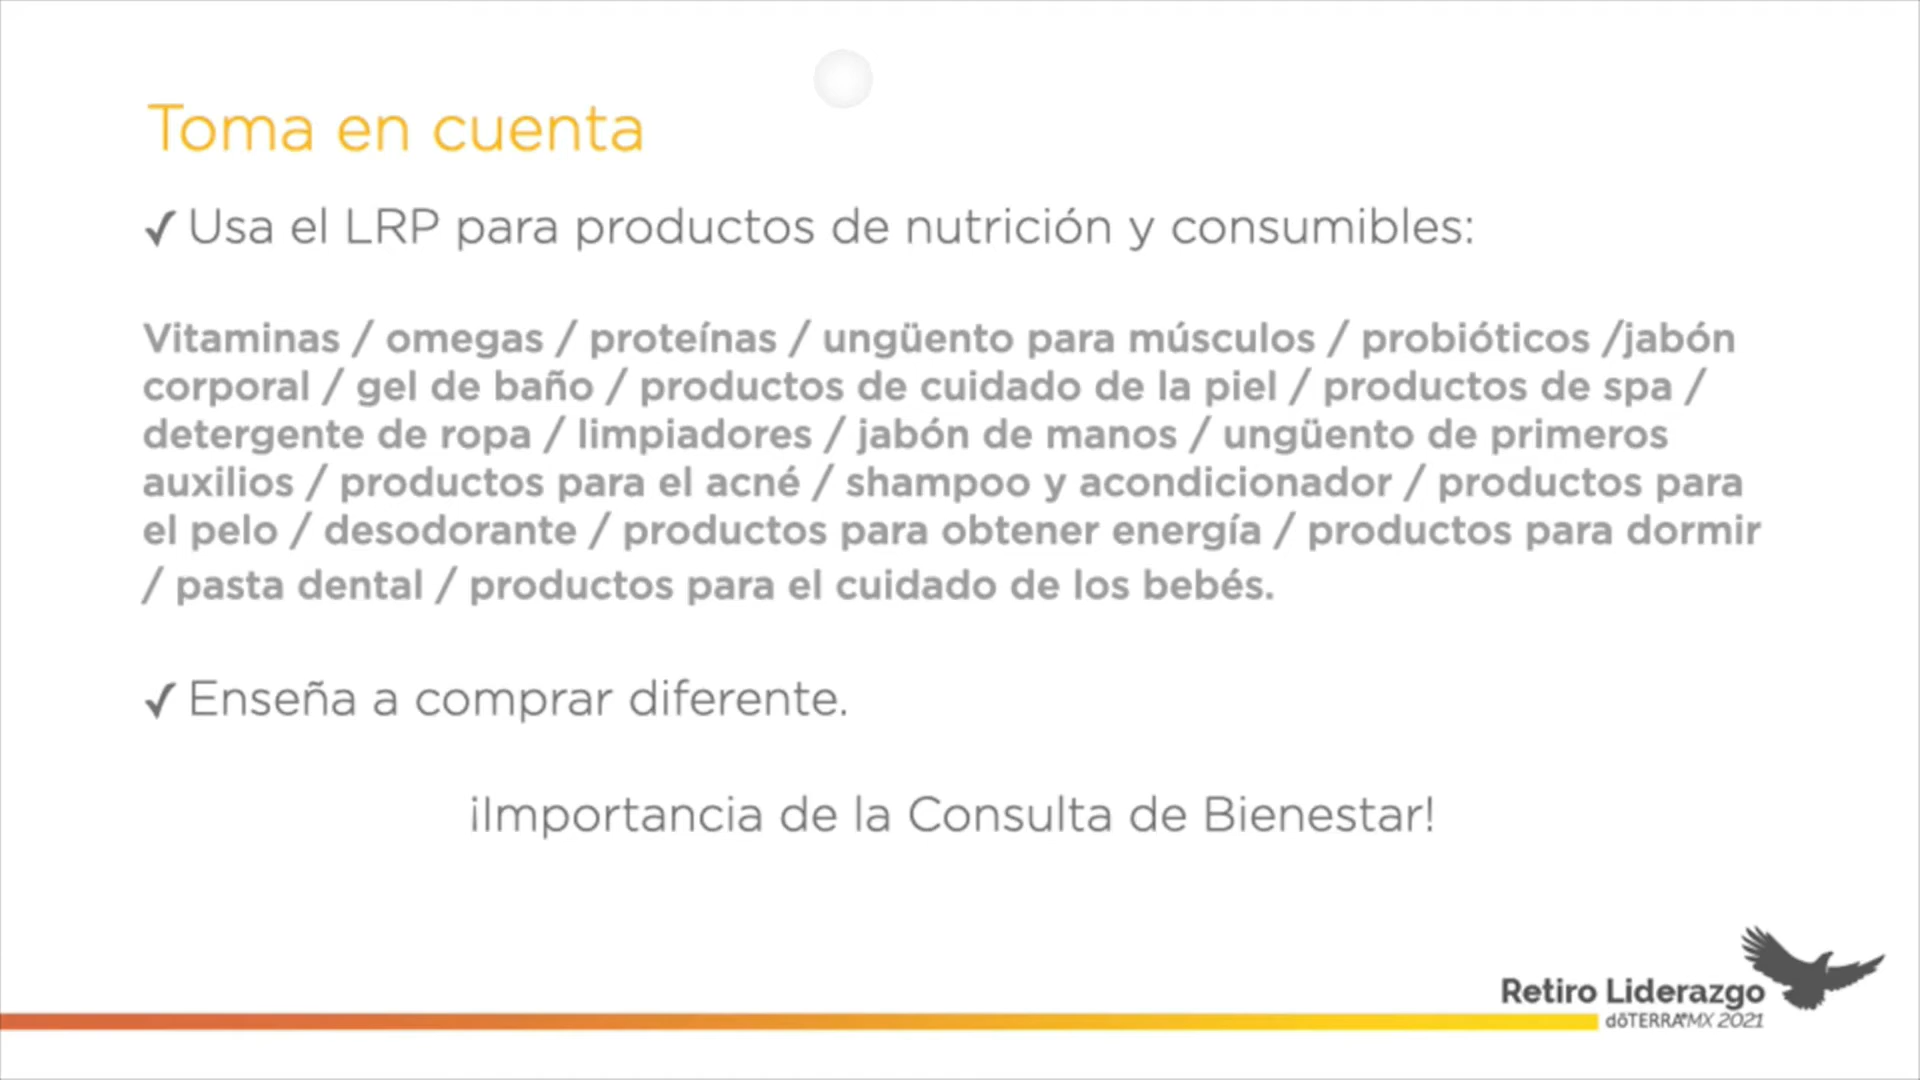 Toma en cuenta
✓ Usa el LRP para productos de nutrición y consumibles:
Vitaminas / omegas / proteínas / ungüento para músculos / probióticos /jabón
corporal / gel de baño / productos de cuidado de la piel / productos de spa /
detergente de ropa / limpiadores / jabón de manos / ungüento de primeros
auxilios / productos para el acné / shampoo y acondicionador / productos para
el pelo / desodorante / productos para obtener energía / productos para dormir
/ pasta dental / productos para el cuidado de los bebés.
✓ Enseña a comprar diferente.
¡Importancia de la Consulta de Bienestar!
Retiro Liderazgo
dōTERRA® MX 2021